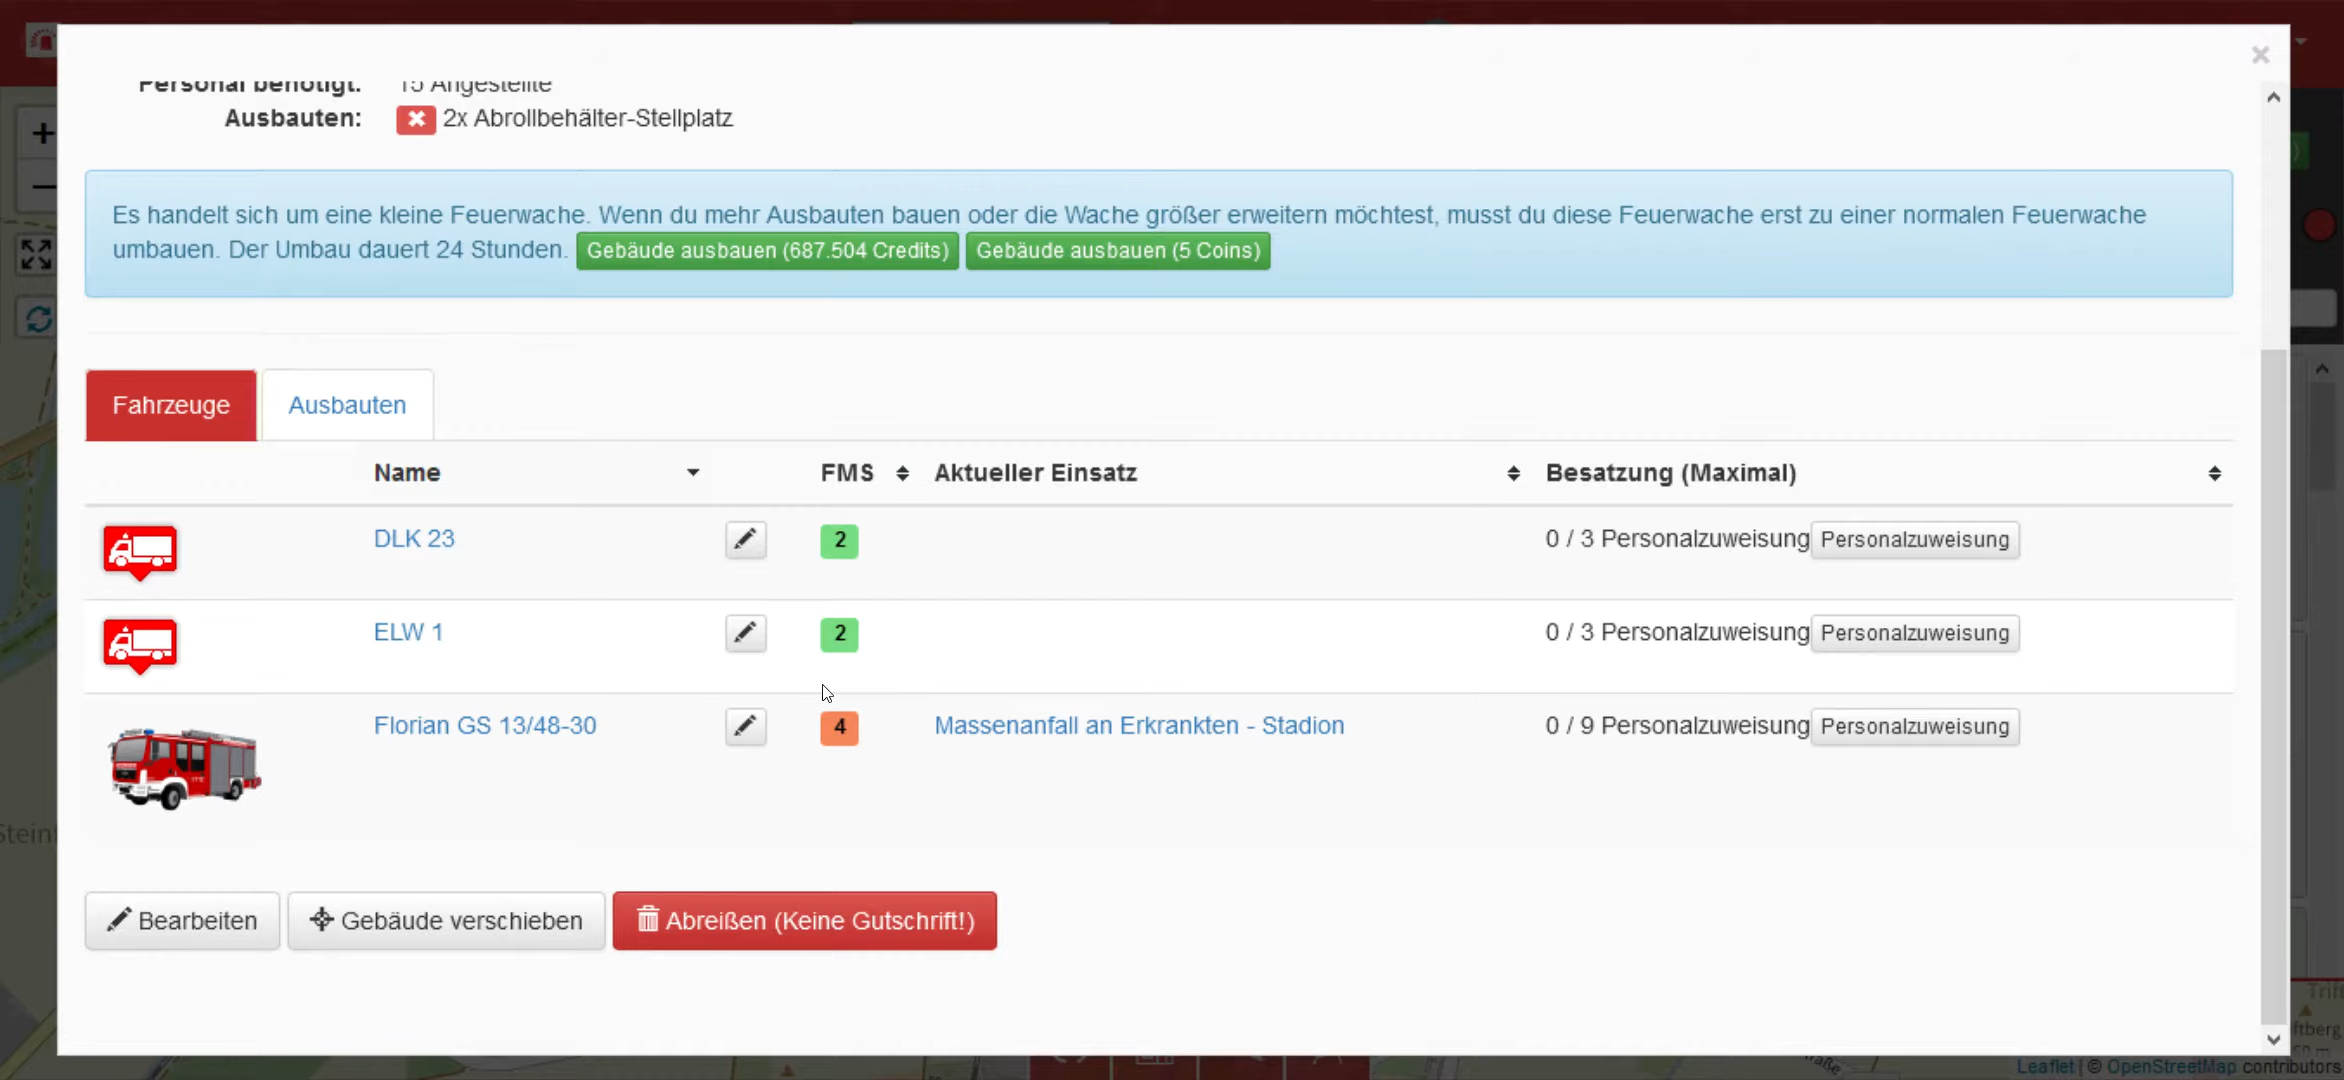 Personal benötigt: 15 Angestellte
Ausbauten: 2x Abrollbehälter-Stellplatz
Es handelt sich um eine kleine Feuerwache. Wenn du mehr Ausbauten bauen oder die Wache größer erweitern möchtest, musst du diese Feuerwache erst zu einer normalen Feuerwache
umbauen. Der Umbau dauert 24 Stunden. Gebäude ausbauen (687.504 Credits) Gebäude ausbauen (5 Coins)
Fahrzeuge Ausbauten
Name FMS Aktueller Einsatz Besatzung (Maximal)
DLK 23 2 0 / 3 Personalzuweisung Personalzuweisung
ELW 1 2 0 / 3 Personalzuweisung Personalzuweisung
Florian GS 13/48-30 4 Massenanfall an Erkrankten - Stadion 0 / 9 Personalzuweisung Personalzuweisung
Bearbeiten Gebäude verschieben Abreißen (Keine Gutschrift!)
Leaflet | © OpenStreetMap contributors